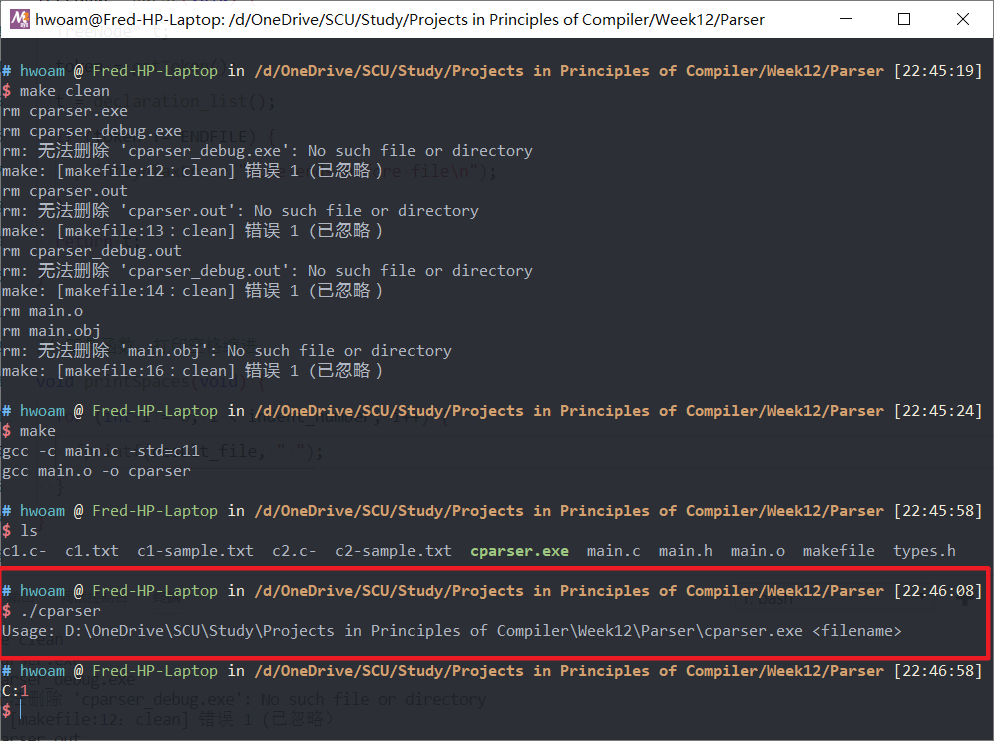 hwoam@Fred-HP-Laptop: /d/OneDrive/SCU/Study/Projects in Principles of Compiler/Week12/Parser
# hwoam @ Fred-HP-Laptop in /d/OneDrive/SCU/Study/Projects in Principles of Compiler/Week12/Parser [22:45:19]
$ make clean
rm cparser.exe
rm cparser_debug.exe
rm: 无法删除 'cparser_debug.exe': No such file or directory
make: [makefile:12：clean] 错误 1 (已忽略)
rm cparser.out
rm: 无法删除 'cparser.out': No such file or directory
make: [makefile:13：clean] 错误 1 (已忽略)
rm cparser_debug.out
rm: 无法删除 'cparser_debug.out': No such file or directory
make: [makefile:14：clean] 错误 1 (已忽略)
rm main.o
rm main.obj
rm: 无法删除 'main.obj': No such file or directory
make: [makefile:16：clean] 错误 1 (已忽略)
# hwoam @ Fred-HP-Laptop in /d/OneDrive/SCU/Study/Projects in Principles of Compiler/Week12/Parser [22:45:24]
$ make
gcc -c main.c -std=c11
gcc main.o -o cparser
# hwoam @ Fred-HP-Laptop in /d/OneDrive/SCU/Study/Projects in Principles of Compiler/Week12/Parser [22:45:58]
$ ls
c1.c- c1.txt c1-sample.txt c2.c- c2-sample.txt cparser.exe main.c main.h main.o makefile types.h
# hwoam @ Fred-HP-Laptop in /d/OneDrive/SCU/Study/Projects in Principles of Compiler/Week12/Parser [22:46:08]
$ ./cparser
Usage: D:\OneDrive\SCU\Study\Projects in Principles of Compiler\Week12\Parser\cparser.exe <filename>
# hwoam @ Fred-HP-Laptop in /d/OneDrive/SCU/Study/Projects in Principles of Compiler/Week12/Parser [22:46:58]
C:1
$